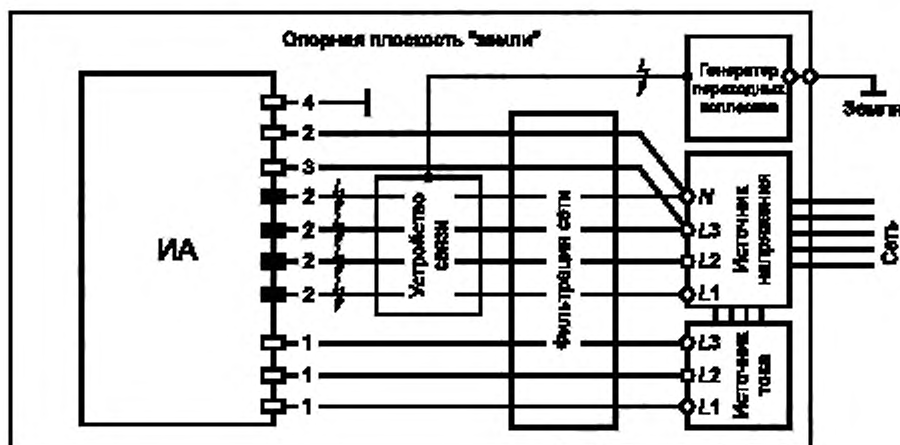 Опорная плоскость "земли"
Генератор
переходных
Земля
ИА
4
2
3
2
2
2
2
1
1
1
Устройство
связи
Фильтрация сети
N
L3
L2
L1
Источник
напряжения
Сеть
L3
L2
L1
Источник
тока